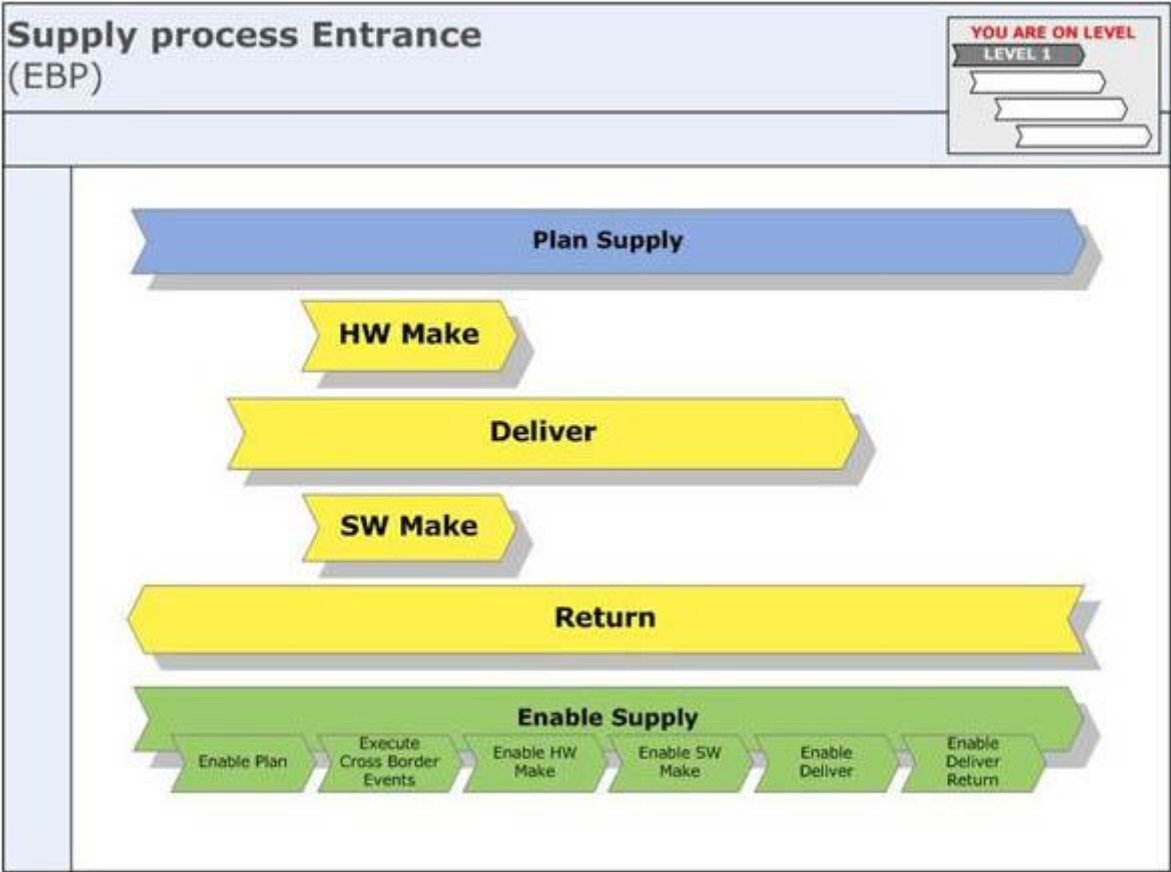 Supply process Entrance
(EBP)
YOU ARE ON LEVEL
LEVEL 1
Plan Supply
HW Make
Deliver
SW Make
Return
Enable Supply
Enable Plan
Execute
Cross Border
Events
Enable HW
Make
Enable SW
Make
Enable
Deliver
Enable
Deliver
Return